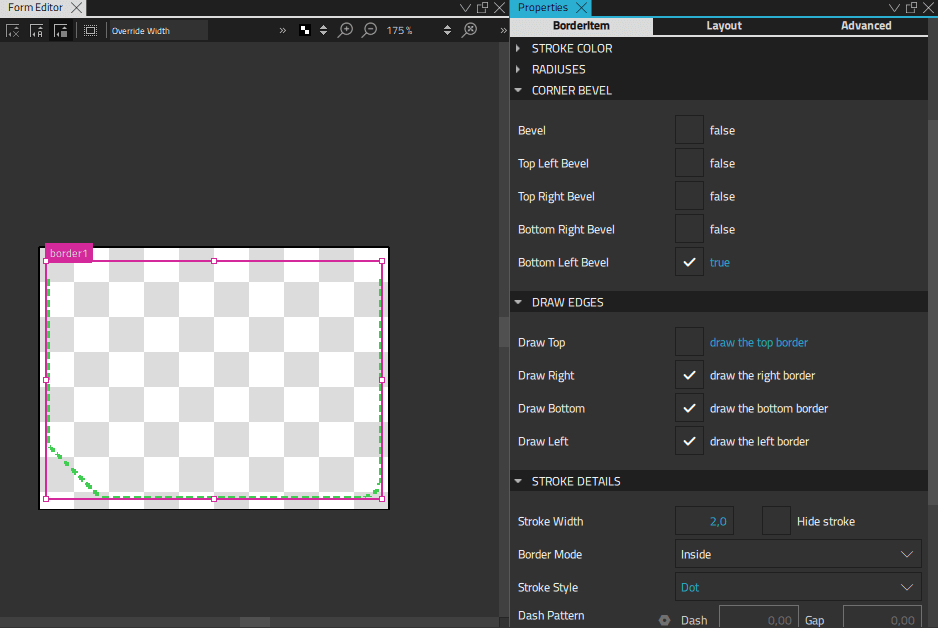 Form Editor
Override Width
175 %
border1
Properties
BorderItem Layout Advanced
STROKE COLOR
RADIUSES
CORNER BEVEL
Bevel false
Top Left Bevel false
Top Right Bevel false
Bottom Right Bevel false
Bottom Left Bevel true
DRAW EDGES
Draw Top draw the top border
Draw Right draw the right border
Draw Bottom draw the bottom border
Draw Left draw the left border
STROKE DETAILS
Stroke Width 2,0 Hide stroke
Border Mode Inside
Stroke Style Dot
Dash Pattern Dash 0,00 Gap 0,00